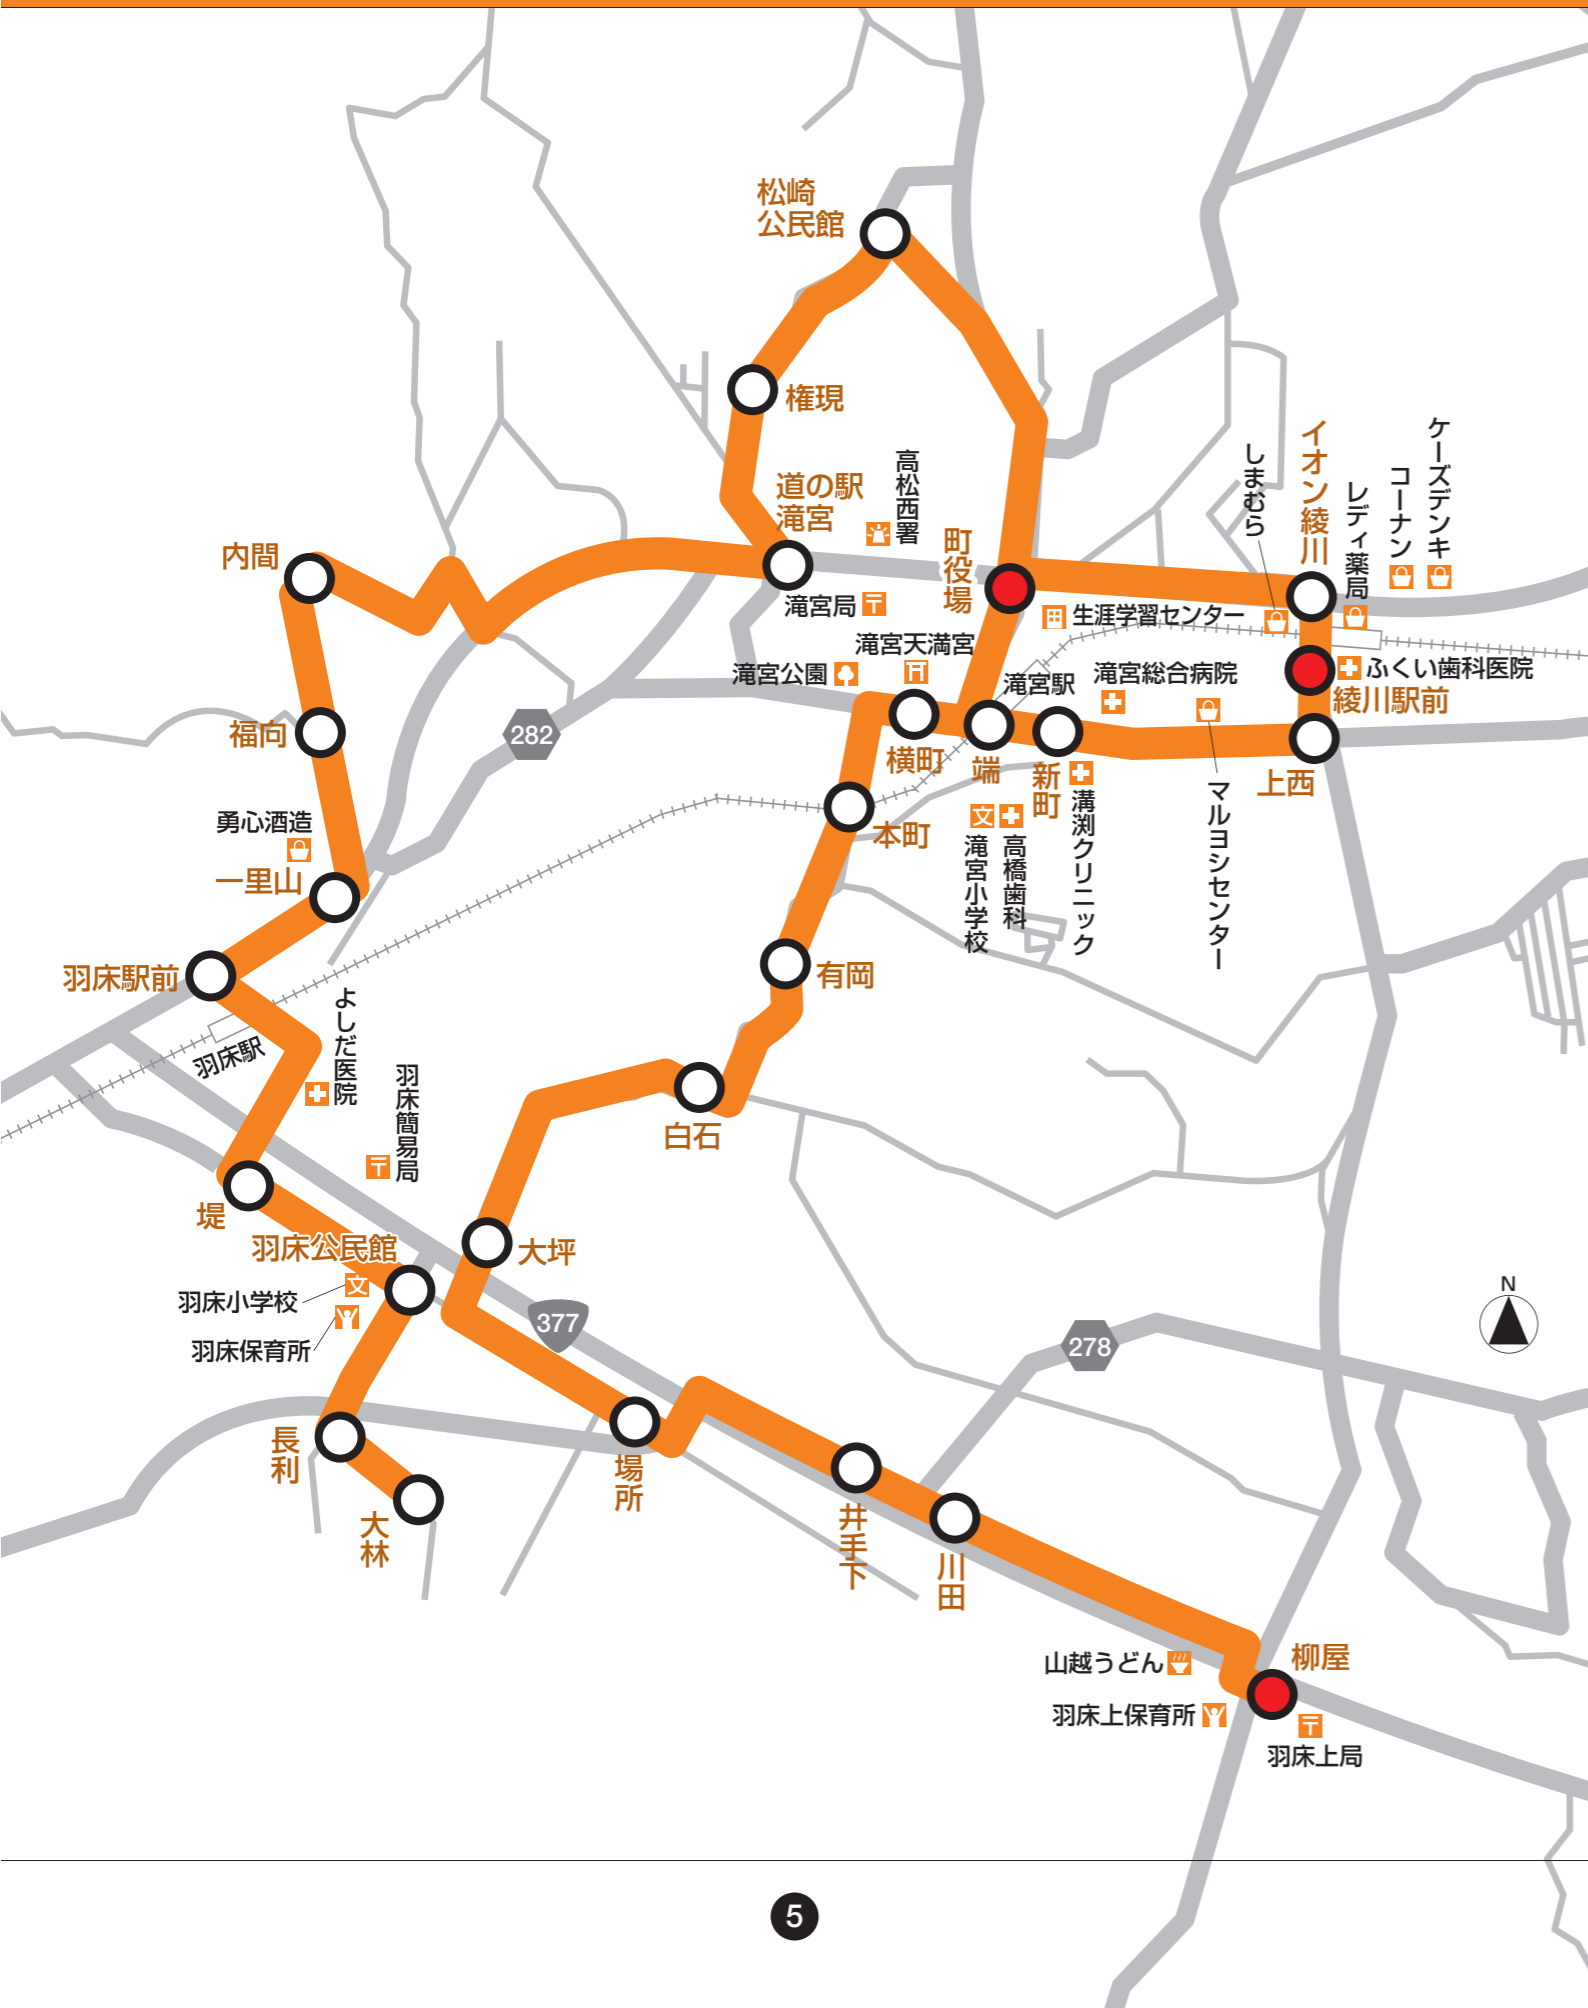 松崎
公民館
権現
道の駅
滝宮
高松西署
町役場
しまむら
イオン綾川
レディ薬局
コーナン
ケーズデンキ
内間
滝宮局
生涯学習センター
滝宮天満宮
滝宮公園
滝宮駅
滝宮総合病院
ふくい歯科医院
綾川駅前
福向
282
横町
端
新町
上西
勇心酒造
本町
滝宮小学校
高橋歯科
溝渕クリニック
マルヨシセンター
一里山
羽床駅前
有岡
よしだ医院
羽床駅
羽床簡易局
白石
堤
羽床公民館
大坪
文
文
羽床小学校
羽床保育所
377
278
N
長利
大林
場所
井手下
川田
山越うどん
柳屋
羽床上保育所
羽床上局
5